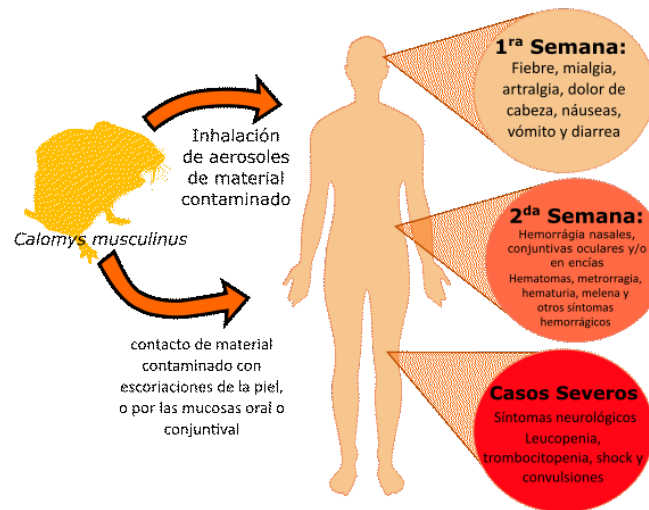 Calomys musculinus
Inhalación
de aerosoles
de material
contaminado
contacto de material
contaminado con
escoriaciones de la piel,
o por las mucosas oral o
conjuntival
1ra Semana:
Fiebre, mialgia,
artralgia, dolor de
cabeza, náuseas,
vómito y diarrea
2da Semana:
Hemorrágia nasales,
conjuntivas oculares y/o
en encías
Hematomas, metrorragia,
hematuria, melena y
otros síntomas
hemorrágicos
Casos Severos
Síntomas neurológicos
Leucopenia,
trombocitopenia, shock y
convulsiones